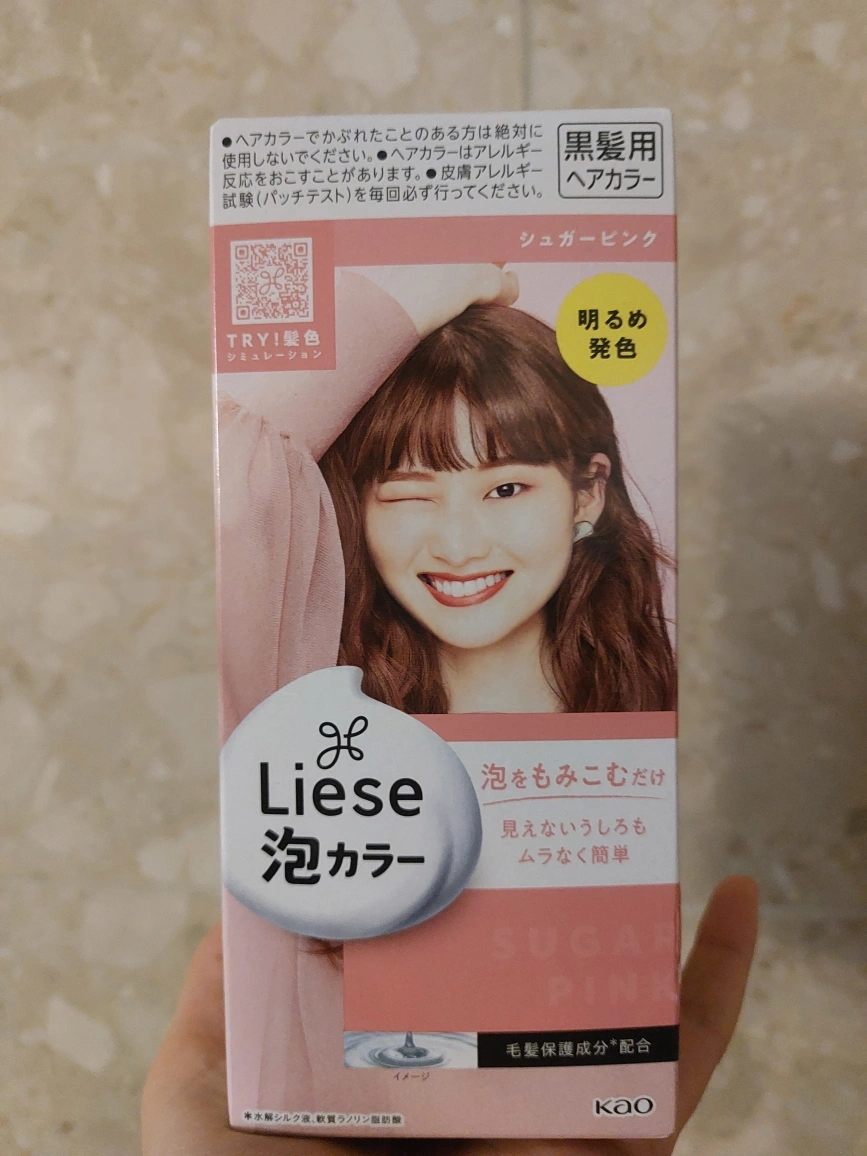 ●ヘアカラーでかぶれたことのある方は絶対に
使用しないでください。●ヘアカラーはアレルギー
反応をおこすことがあります。●皮膚アレルギー
試験(パッチテスト)を毎回必ず行ってください。
黒髪用
ヘアカラー
シュガーピンク
TRY!髪色
シミュレーション
明るめ
発色
Liese
泡カラー
泡をもみこむだけ
見えないうしろも
ムラなく簡単
SUGAR
PINK
毛髪保護成分*配合
イメージ
*水解シルク液、軟質ラノリン脂肪酸
Kao